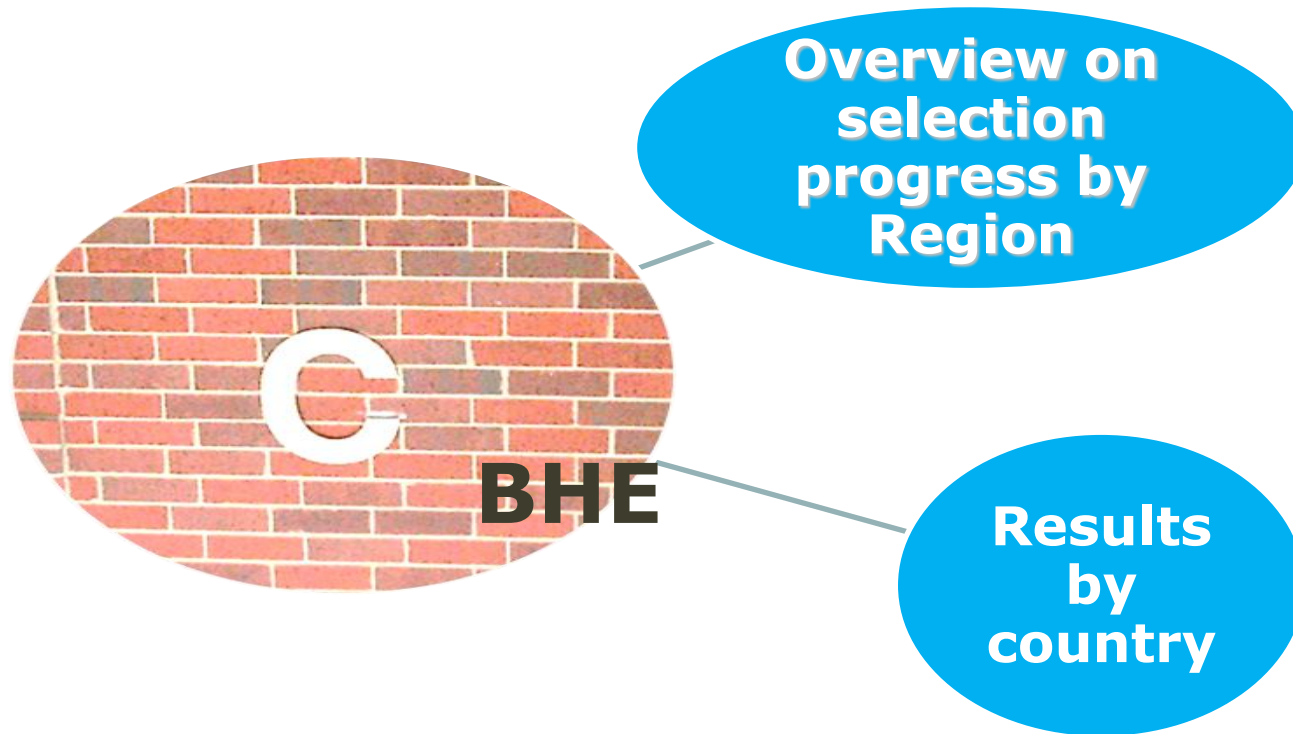 Overview on
selection
progress by
Region
C
BHE
Results
by
country